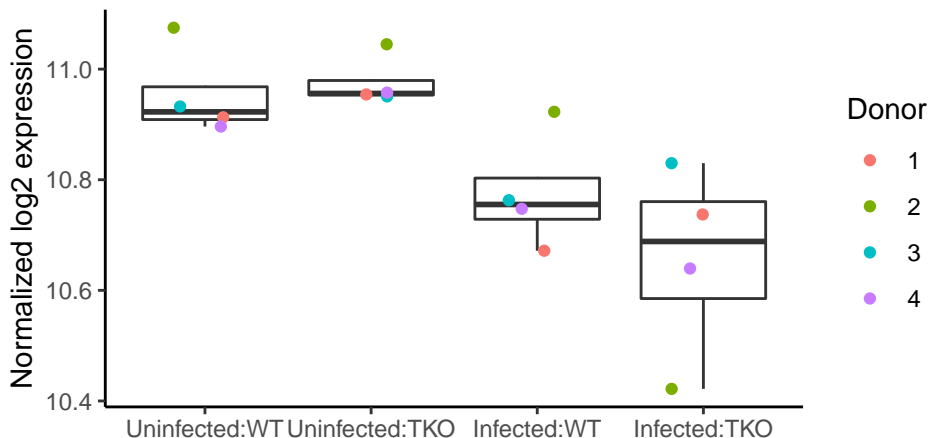 Normalized log2 expression
11.0
10.8
10.6
10.4
Uninfected:WT
Uninfected:TKO
Infected:WT
Infected:TKO
Donor
1
2
3
4